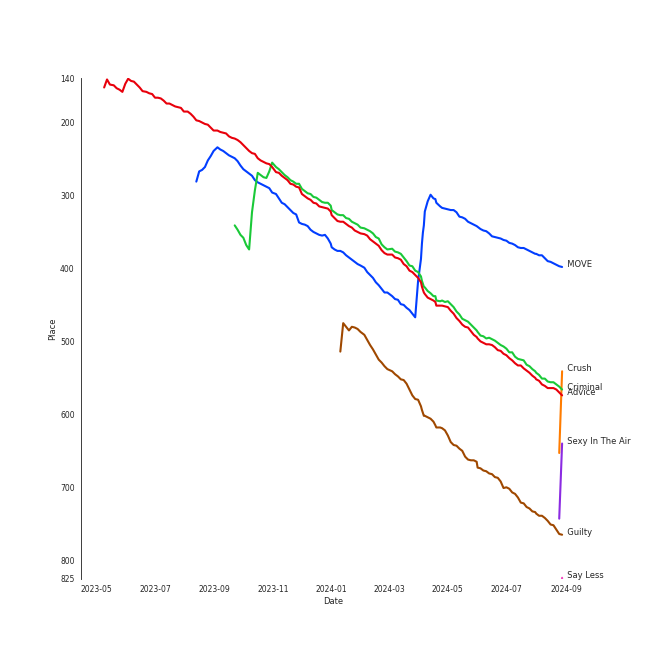 140
200
300
400
500
600
700
800
825
Place
2023-05
2023-07
2023-09
2023-11
2024-01
2024-03
2024-05
2024-07
2024-09
Date
MOVE
Crush
Criminal
Advice
Sexy In The Air
Guilty
Say Less